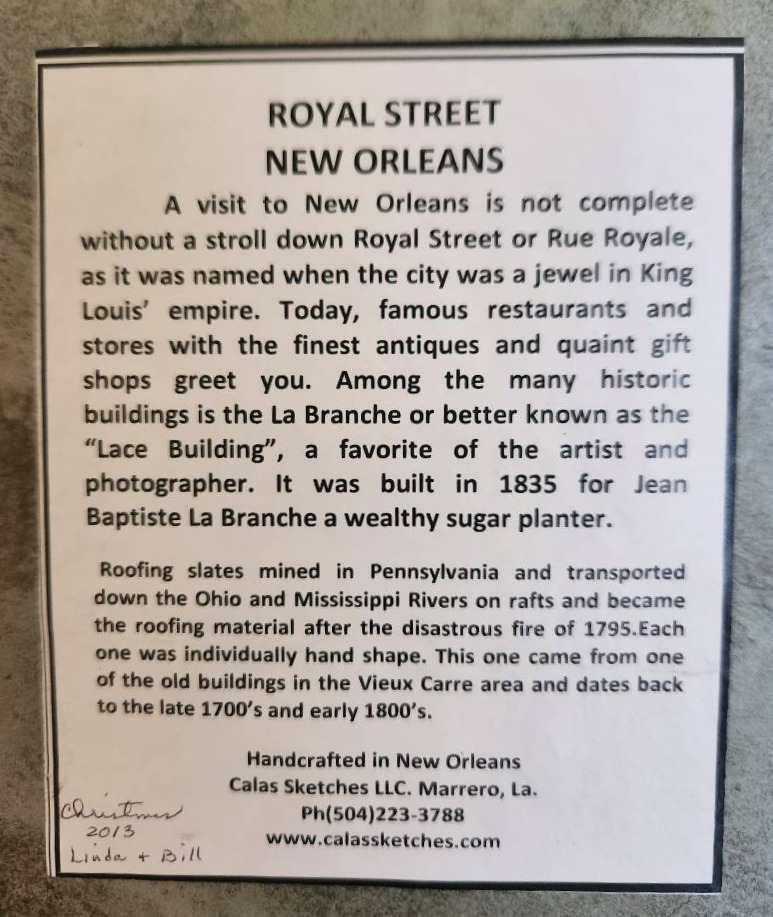 ROYAL STREET
NEW ORLEANS
A visit to New Orleans is not complete
without a stroll down Royal Street or Rue Royale,
as it was named when the city was a jewel in King
Louis' empire. Today, famous restaurants and
stores with the finest antiques and quaint gift
shops greet you. Among the many historic
buildings is the La Branche or better known as the
“Lace Building”, a favorite of the artist and
photographer. It was built in 1835 for Jean
Baptiste La Branche a wealthy sugar planter.
Roofing slates mined in Pennsylvania and transported
down the Ohio and Mississippi Rivers on rafts and became
the roofing material after the disastrous fire of 1795.Each
one was individually hand shape. This one came from one
of the old buildings in the Vieux Carre area and dates back
to the late 1700's and early 1800's.
Handcrafted in New Orleans
Calas Sketches LLC. Marrero, La.
Ph(504)223-3788
www.calassketches.com
Christmas
2013
Linda + Bill